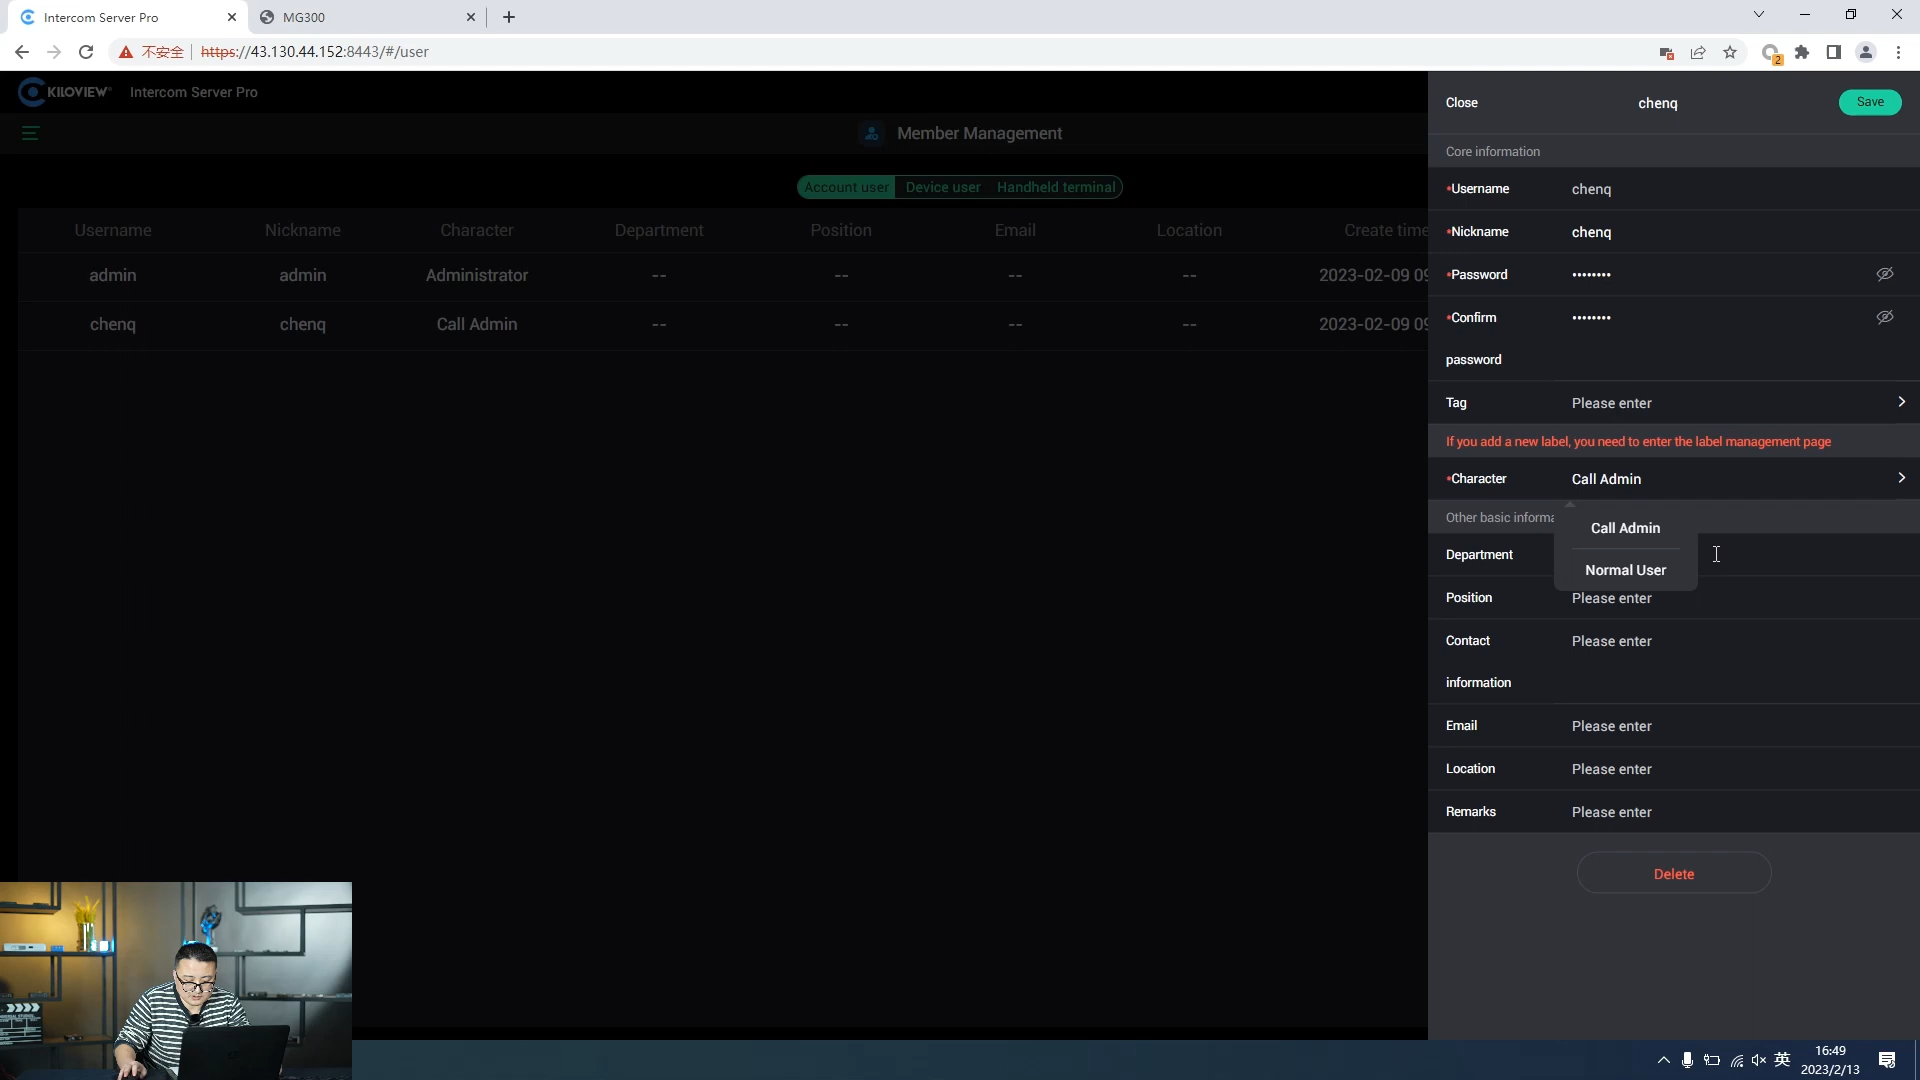 Intercom Server Pro
MG300
不安全 https://43.130.44.152:8443/#/user
2
KILOVIEW Intercom Server Pro
Member Management
Account user Device user Handheld terminal
Username Nickname Character Department Position Email Location Create time
admin admin Administrator -- -- -- -- 2023-02-09 09
chenq chenq Call Admin -- -- -- -- 2023-02-09 09
Close chenq Save
Core information
*Username chenq
*Nickname chenq
*Password ••••••••
*Confirm ••••••••
password
Tag Please enter
If you add a new label, you need to enter the label management page
*Character Call Admin
Other basic informa
Call Admin
Department
Normal User
Position Please enter
Contact Please enter
information
Email Please enter
Location Please enter
Remarks Please enter
Delete
英 16:49
2023/2/13